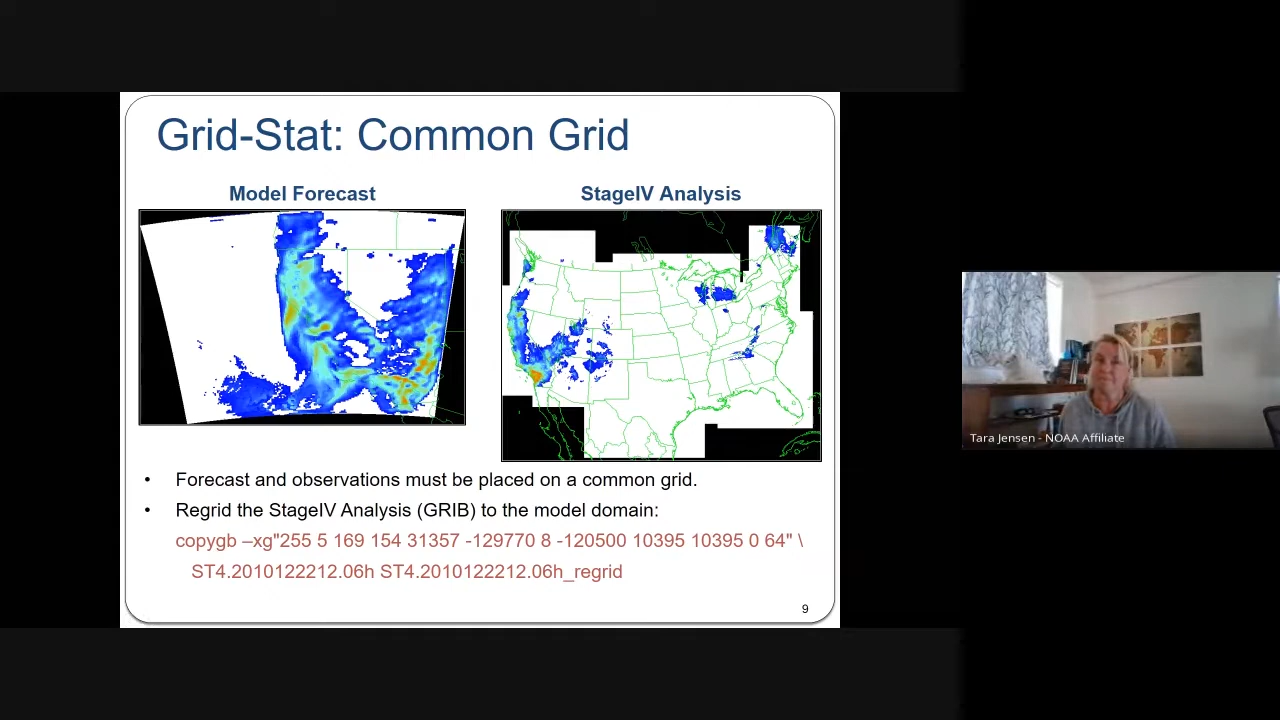 Grid-Stat: Common Grid
Model Forecast
StageIV Analysis
• Forecast and observations must be placed on a common grid.
• Regrid the StageIV Analysis (GRIB) to the model domain:
copygb –xg"255 5 169 154 31357 -129770 8 -120500 10395 10395 0 64" \
ST4.2010122212.06h ST4.2010122212.06h_regrid
9
Tara Jensen - NOAA Affiliate